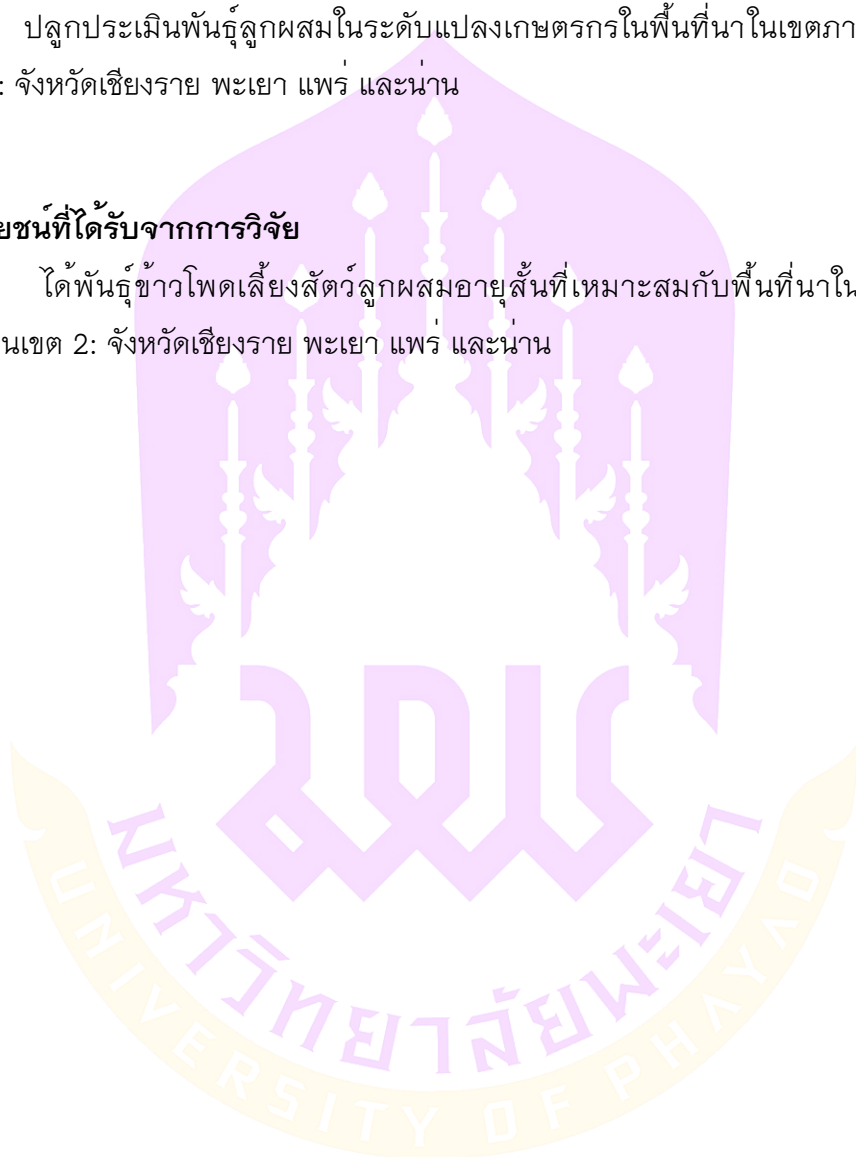 ปลูกประเมินพันธุ์ลูกผสมในระดับแปลงเกษตรกรในพื้นที่นาในเขตภา
: จังหวัดเชียงราย พะเยา แพร่ และน่าน
ยชน์ที่ได้รับจากการวิจัย
ได้พันธุ์ข้าวโพดเลี้ยงสัตว์ลูกผสมอายุสั้นที่เหมาะสมกับพื้นที่นาใน
นเขต 2: จังหวัดเชียงราย พะเยา แพร่ และน่าน
มหาวิทยาลัยพะเยา
UNIVERSITY OF PHAYAO